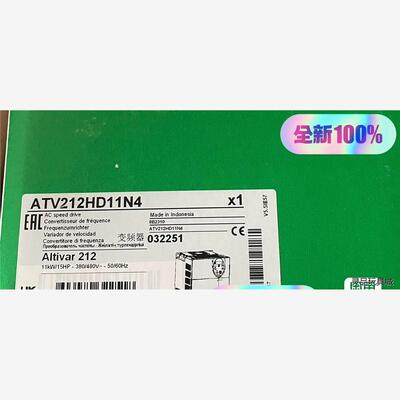 全新100%
ATV212HD11N4
x1
AC speed drive
Convertisseur de fréquence
Frequenzumrichter
Variador de velocidad
Convertitore di frequenza
变频器
032251
Made in Indonesia
ATV212HD11N4
EAC
CE
Altivar 212
11kW/15HP - 380/480V~ - 50/60Hz
UK